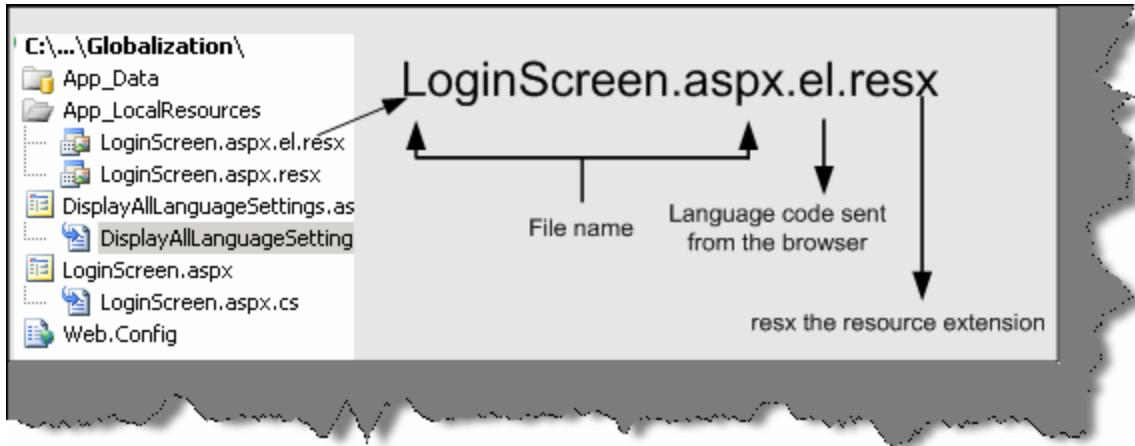 C:\...\Globalization\
App_Data
App_LocalResources
LoginScreen.aspx.el.resx
LoginScreen.aspx.resx
DisplayAllLanguageSettings.as
DisplayAllLanguageSetting
LoginScreen.aspx
LoginScreen.aspx.cs
Web.Config
LoginScreen.aspx.el.resx
File name
Language code sent
from the browser
resx the resource extension